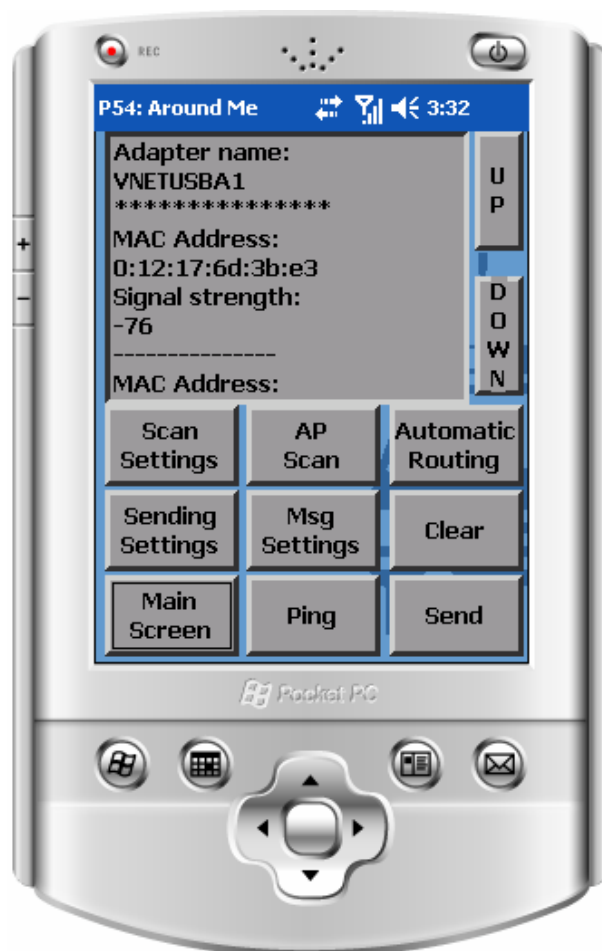 REC
P54: Around Me 3:32
Adapter name:
VNETUSBA1
***************
MAC Address:
0:12:17:6d:3b:e3
Signal strength:
-76
---------------
MAC Address:
UP
DOWN
Scan
Settings
AP
Scan
Automatic
Routing
Sending
Settings
Msg
Settings
Clear
Main
Screen
Ping
Send
Pocket PC
+
-